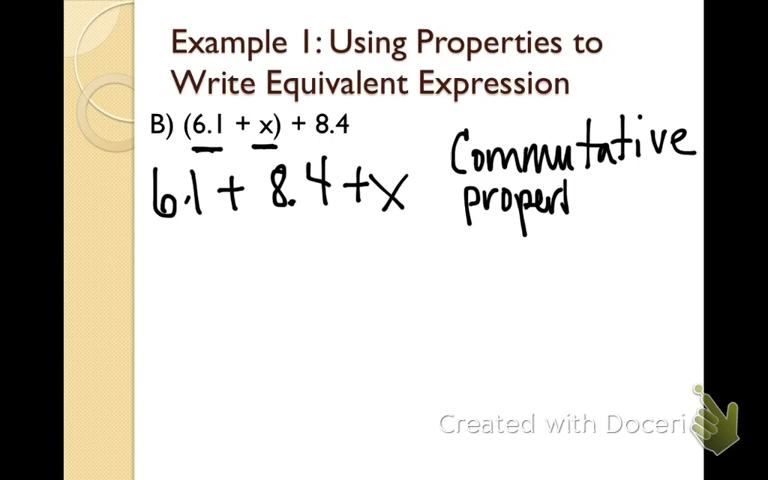 Example 1: Using Properties to
Write Equivalent Expression
B) (6.1 + x) + 8.4
6.1 + 8.4 + x
Commutative
propert
Created with Doceri